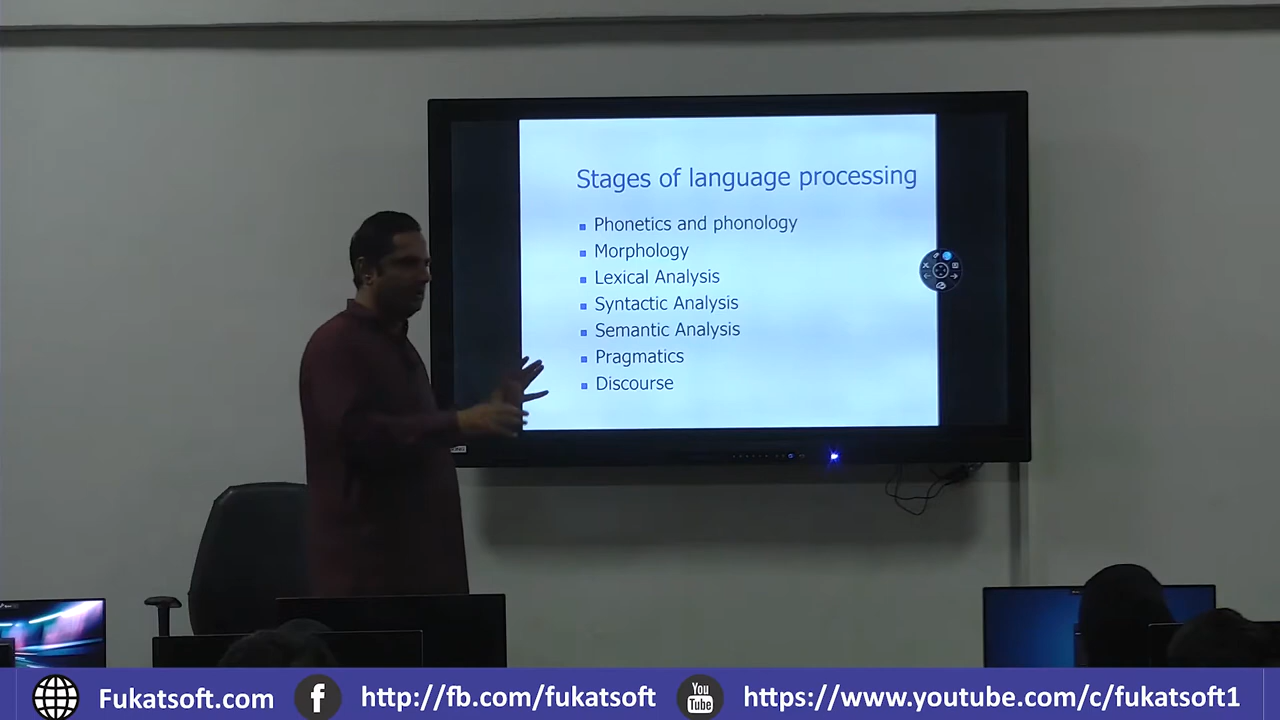 Stages of language processing
Phonetics and phonology
Morphology
Lexical Analysis
Syntactic Analysis
Semantic Analysis
Pragmatics
Discourse
Fukatsoft.com f http://fb.com/fukatsoft You Tube https://www.youtube.com/c/fukatsoft1